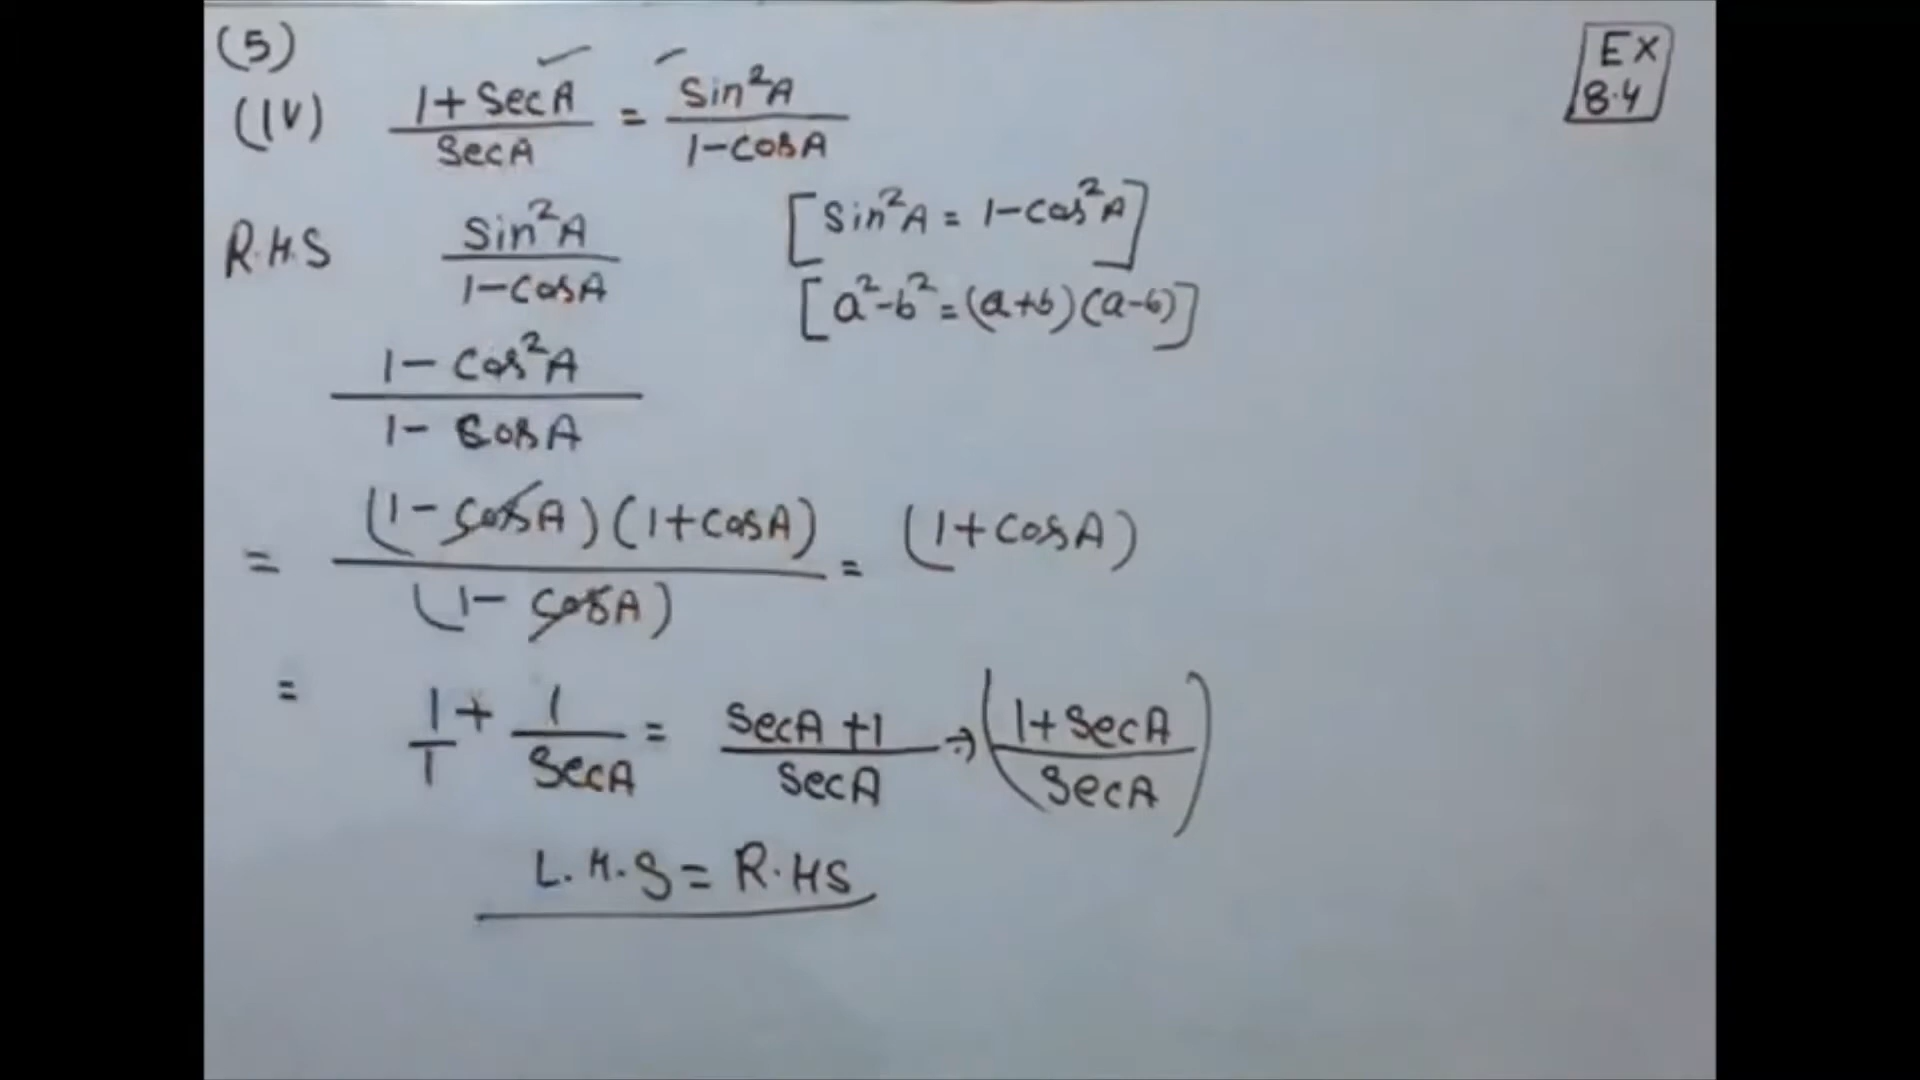 (5)
EX
8.4
(IV) 1+ SecA / SecA = Sin²A / 1-cosA
R.H.S Sin²A / 1-cosA
[Sin²A = 1-cos²A]
[a²-b²=(a+b)(a-b)]
1- Cos²A / 1- CosA
= (1- cosA)(1+cosA) / (1- cosA) = (1+cosA)
= 1/1 + 1/SecA = SecA +1 / SecA → (1+SecA / SecA)
L.H.S = R.HS